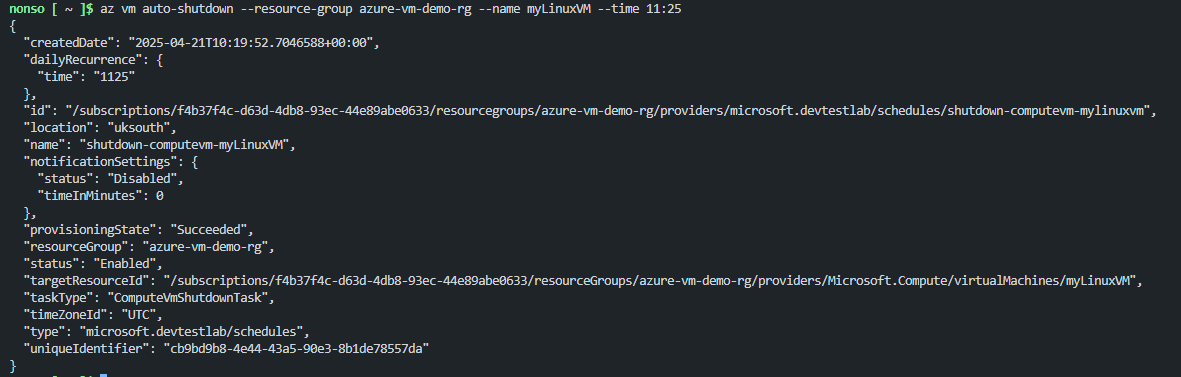 nonso [ ~ ]$ az vm auto-shutdown --resource-group azure-vm-demo-rg --name myLinuxVM --time 11:25
{
  "createdDate": "2025-04-21T10:19:52.7046588+00:00",
  "dailyRecurrence": {
    "time": "1125"
  },
  "id": "/subscriptions/f4b37f4c-d63d-4db8-93ec-44e89abe0633/resourcegroups/azure-vm-demo-rg/providers/microsoft.devtestlab/schedules/shutdown-computevm-mylinuxvm",
  "location": "uksouth",
  "name": "shutdown-computevm-myLinuxVM",
  "notificationSettings": {
    "status": "Disabled",
    "timeInMinutes": 0
  },
  "provisioningState": "Succeeded",
  "resourceGroup": "azure-vm-demo-rg",
  "status": "Enabled",
  "targetResourceId": "/subscriptions/f4b37f4c-d63d-4db8-93ec-44e89abe0633/resourceGroups/azure-vm-demo-rg/providers/Microsoft.Compute/virtualMachines/myLinuxVM",
  "taskType": "ComputeVmShutdownTask",
  "timeZoneId": "UTC",
  "type": "microsoft.devtestlab/schedules",
  "uniqueIdentifier": "cb9bd9b8-4e44-43a5-90e3-8b1de78557da"
}